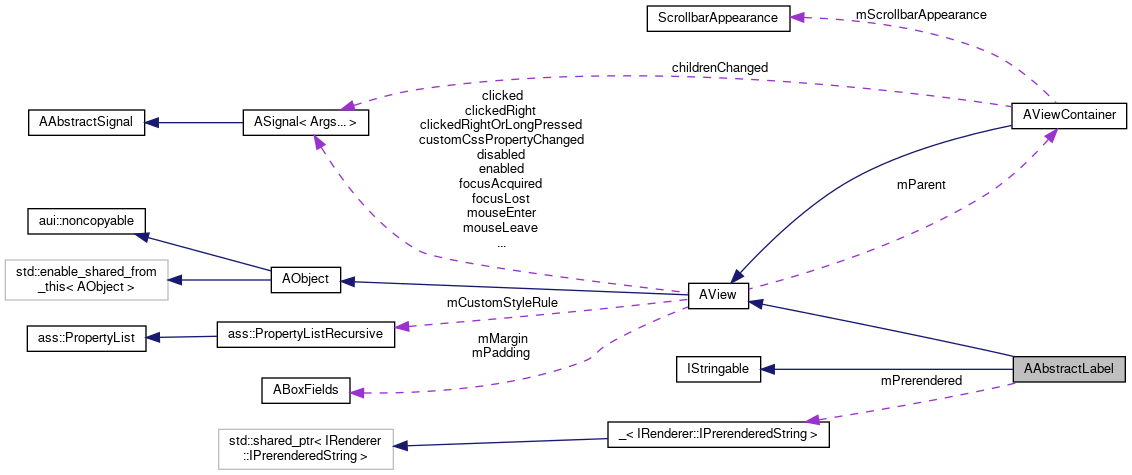 ScrollbarAppearance
mScrollbarAppearance
childrenChanged
AAbstractSignal
ASignal< Args... >
clicked
clickedRight
clickedRightOrLongPressed
customCssPropertyChanged
disabled
enabled
focusAcquired
focusLost
mouseEnter
mouseLeave
...
AViewContainer
mParent
aui::noncopyable
std::enable_shared_from
_this< AObject >
AObject
AView
mCustomStyleRule
ass::PropertyList
ass::PropertyListRecursive
mMargin
mPadding
ABoxFields
IStringable
AAbstractLabel
mPrerendered
_< IRenderer::IPrerenderedString >
std::shared_ptr< IRenderer
::IPrerenderedString >